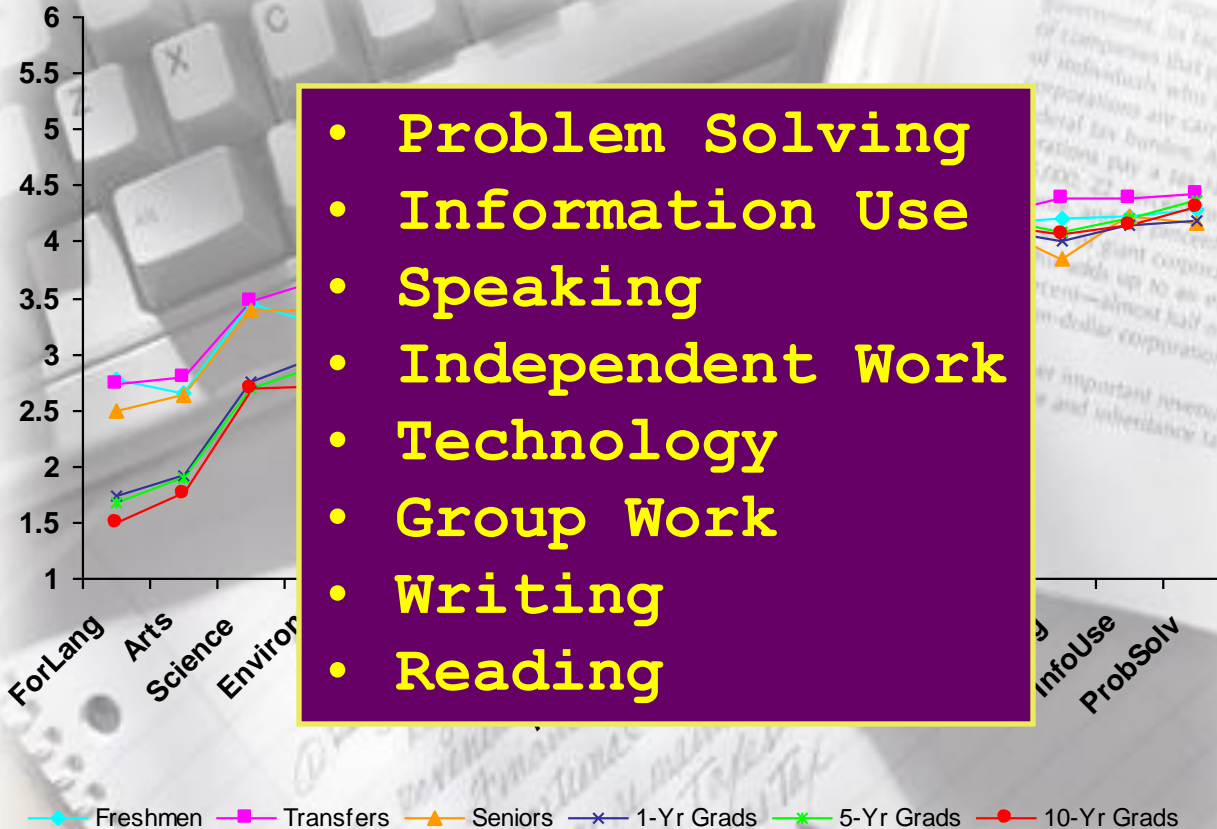 6
5.5
5
4.5
4
3.5
3
2.5
2
1.5
1
• Problem Solving
• Information Use
• Speaking
• Independent Work
• Technology
• Group Work
• Writing
• Reading
ForLang
Arts
Science
InfoUse
ProbSolv
Freshmen Transfers Seniors 1-Yr Grads 5-Yr Grads 10-Yr Grads